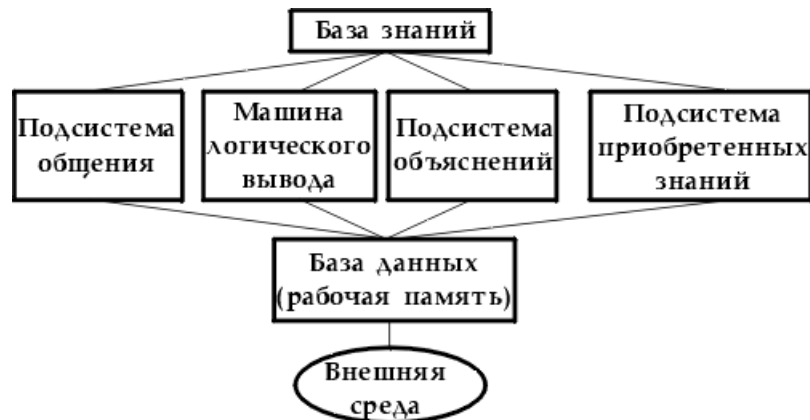 База знаний
Подсистема
общения
Машина
логического
вывода
Подсистема
объяснений
Подсистема
приобретенных
знаний
База данных
(рабочая память)
Внешняя
среда